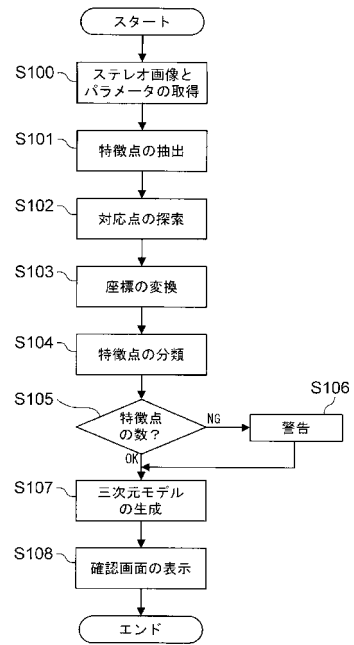 スタート
S100
ステレオ画像と
パラメータの取得
S101
特徴点の抽出
S102
対応点の探索
S103
座標の変換
S104
特徴点の分類
S105
特徴点
の数?
NG
S106
警告
OK
S107
三次元モデル
の生成
S108
確認画面の表示
エンド